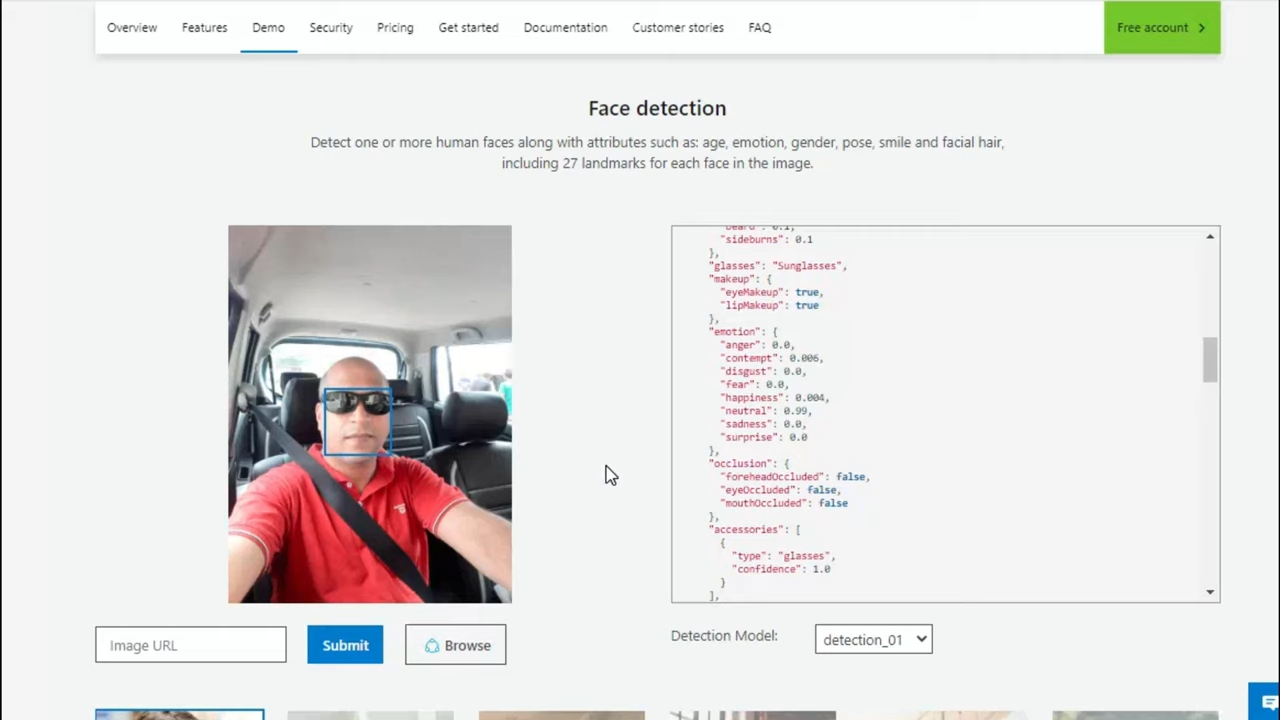 Overview Features Demo Security Pricing Get started Documentation Customer stories FAQ Free account
Face detection
Detect one or more human faces along with attributes such as: age, emotion, gender, pose, smile and facial hair,
including 27 landmarks for each face in the image.
"beard": 0.1,
"sideburns": 0.1
},
"glasses": "Sunglasses",
"makeup": {
"eyeMakeup": true,
"lipMakeup": true
},
"emotion": {
"anger": 0.0,
"contempt": 0.006,
"disgust": 0.0,
"fear": 0.0,
"happiness": 0.004,
"neutral": 0.99,
"sadness": 0.0,
"surprise": 0.0
},
"occlusion": {
"foreheadOccluded": false,
"eyeOccluded": false,
"mouthOccluded": false
},
"accessories": [
{
"type": "glasses",
"confidence": 1.0
}
],
Image URL Submit Browse
Detection Model: detection_01